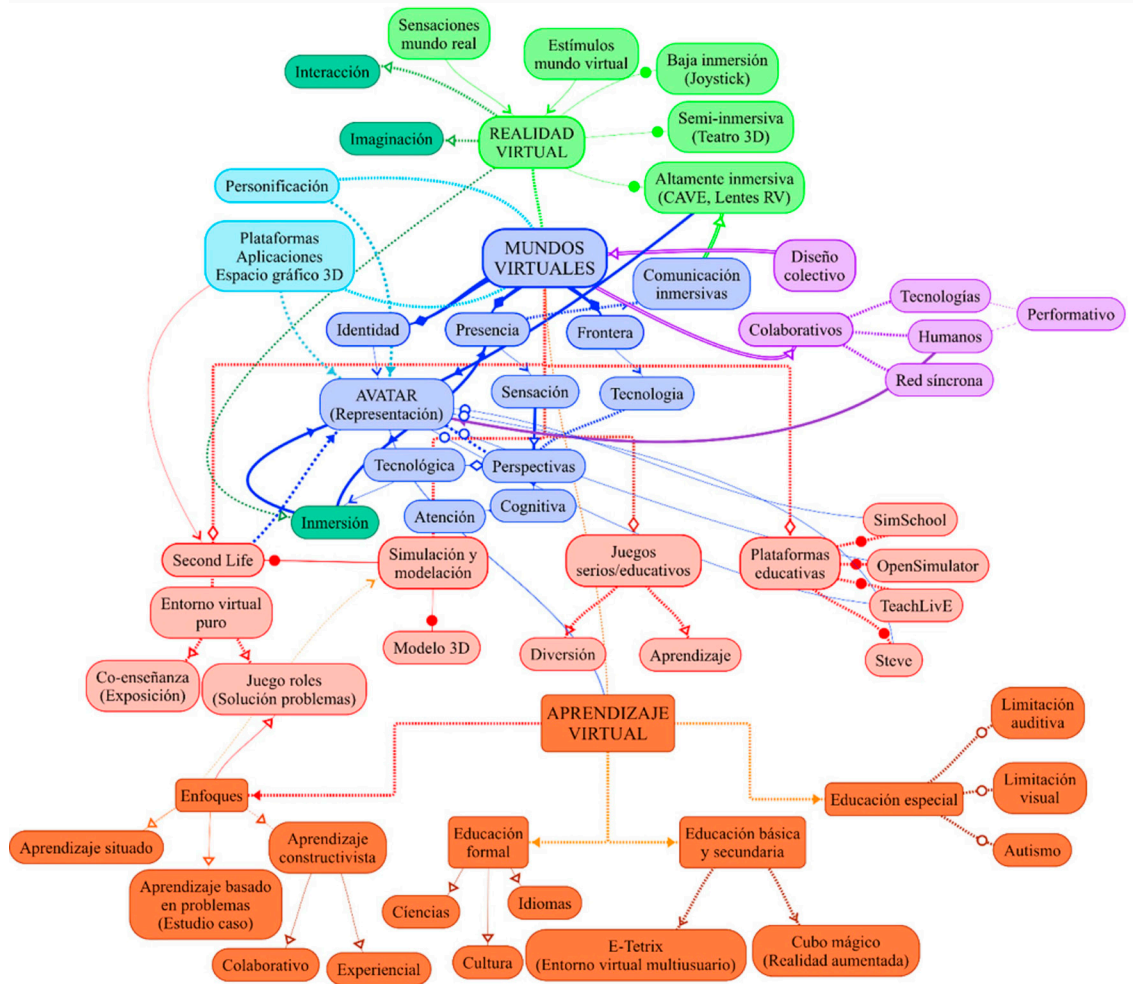 Sensaciones
mundo real
Estímulos
mundo virtual
Baja inmersión
(Joystick)
Interacción
Semi-inmersiva
(Teatro 3D)
Imaginación
REALIDAD
VIRTUAL
Altamente inmersiva
(CAVE, Lentes RV)
Personificación
Plataformas
Aplicaciones
Espacio gráfico 3D
MUNDOS
VIRTUALES
Diseño
colectivo
Comunicación
inmersivas
Tecnologías
Performativo
Identidad
Presencia
Frontera
Colaborativos
Humanos
Red síncrona
AVATAR
(Representación)
Sensación
Tecnologia
Tecnológica
Perspectivas
Cognitiva
Atención
Inmersión
SimSchool
Second Life
Simulación y
modelación
Juegos
serios/educativos
Plataformas
educativas
OpenSimulator
TeachLivE
Entorno virtual
puro
Modelo 3D
Diversión
Aprendizaje
Steve
Co-enseñanza
(Exposición)
Juego roles
(Solución problemas)
APRENDIZAJE
VIRTUAL
Limitación
auditiva
Enfoques
Educación especial
Limitación
visual
Aprendizaje situado
Aprendizaje
constructivista
Educación
formal
Educación básica
y secundaria
Autismo
Aprendizaje basado
en problemas
(Estudio caso)
Ciencias
Idiomas
Colaborativo
Experiencial
Cultura
E-Tetrix
(Entorno virtual multiusuario)
Cubo mágico
(Realidad aumentada)